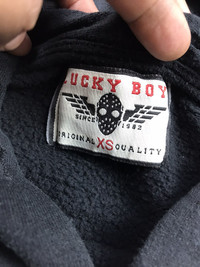 LUCKY BOY
SINCE 1982
ORIGINAL XS QUALITY